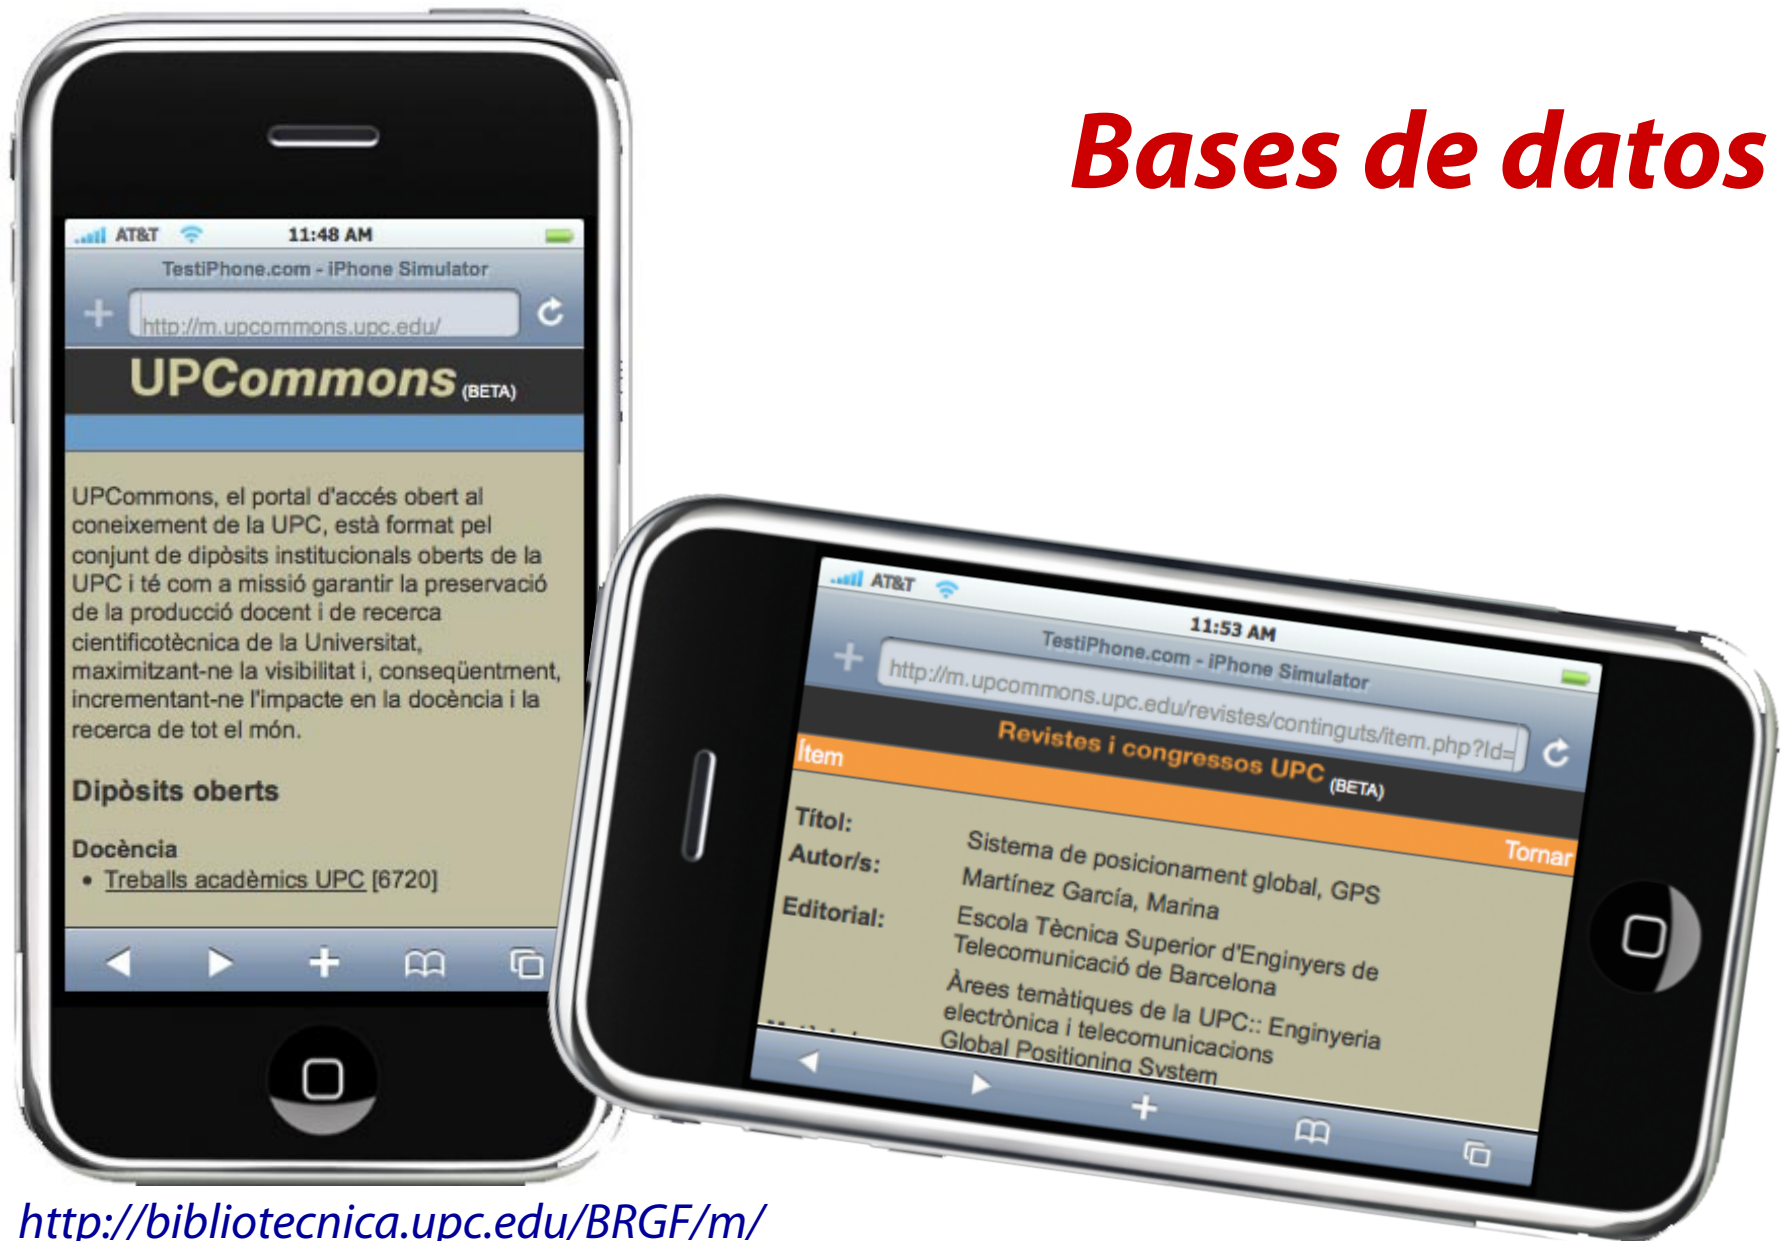 Bases de datos
AT&T 11:48 AM
TestiPhone.com - iPhone Simulator
http://m.upcommons.upc.edu/
UPCommons (BETA)
UPCommons, el portal d'accés obert al
coneixement de la UPC, està format pel
conjunt de dipòsits institucionals oberts de la
UPC i té com a missió garantir la preservació
de la producció docent i de recerca
cientificotècnica de la Universitat,
maximitzant-ne la visibilitat i, conseqüentment,
incrementant-ne l'impacte en la docència i la
recerca de tot el món.
Dipòsits oberts
Docència
• Treballs acadèmics UPC [6720]
AT&T 11:53 AM
TestiPhone.com - iPhone Simulator
http://m.upcommons.upc.edu/revistes/continguts/item.php?Id=
Revistes i congressos UPC (BETA)
Ítem Tornar
Títol: Sistema de posicionament global, GPS
Autor/s: Martínez García, Marina
Editorial: Escola Tècnica Superior d'Enginyers de
Telecomunicació de Barcelona
Àrees temàtiques de la UPC:: Enginyeria
electrònica i telecomunicacions
Global Positioning System
http://bibliotecnica.upc.edu/BRGF/m/